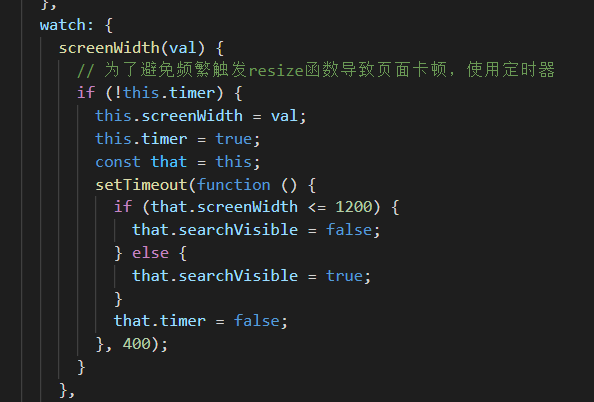 },
watch: {
screenWidth(val) {
// 为了避免频繁触发resize函数导致页面卡顿，使用定时器
if (!this.timer) {
this.screenWidth = val;
this.timer = true;
const that = this;
setTimeout(function () {
if (that.screenWidth <= 1200) {
that.searchVisible = false;
} else {
that.searchVisible = true;
}
that.timer = false;
}, 400);
}
},